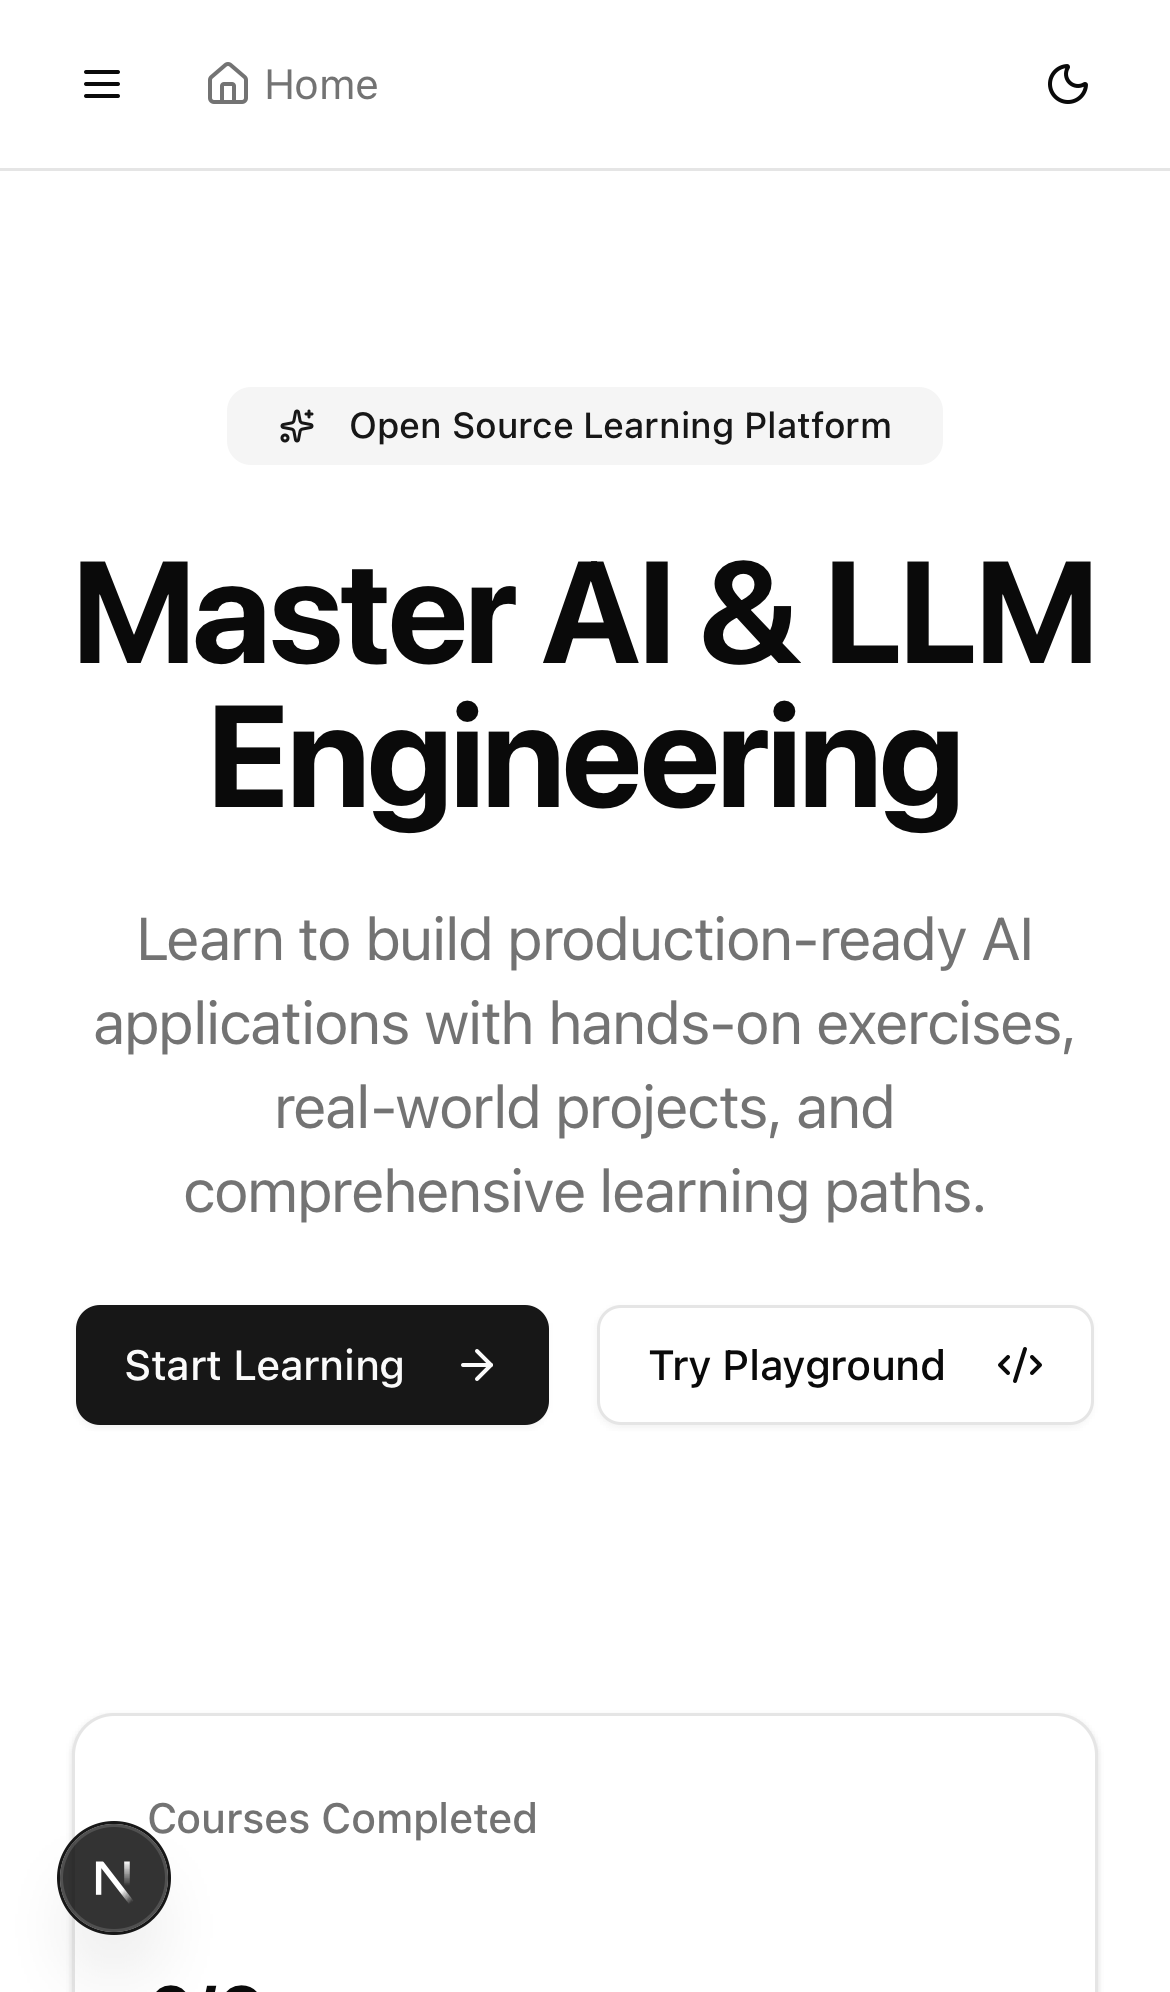 Home
Open Source Learning Platform
Master AI & LLM
Engineering
Learn to build production-ready AI
applications with hands-on exercises,
real-world projects, and
comprehensive learning paths.
Start Learning
Try Playground
Courses Completed
N